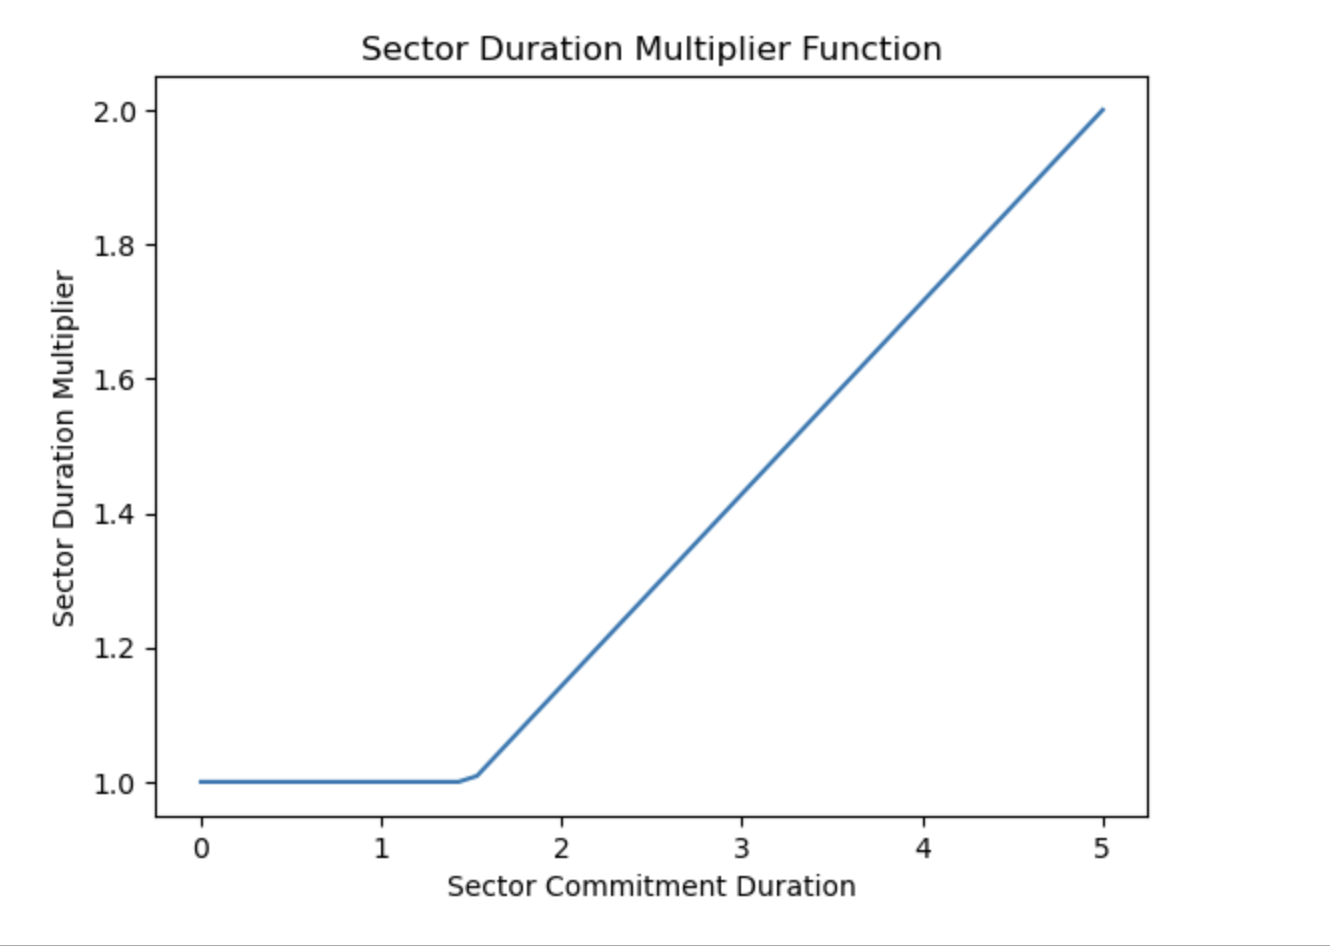 Sector Duration Multiplier Function
2.0
1.8
1.6
1.4
1.2
1.0
Sector Duration Multiplier
0 1 2 3 4 5
Sector Commitment Duration